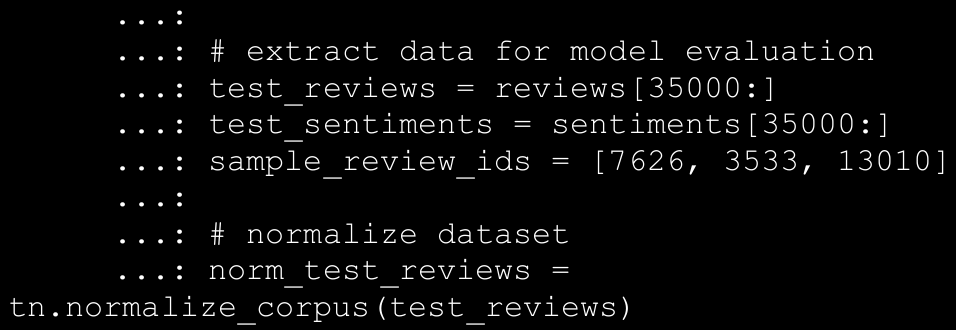 ...:
...: # extract data for model evaluation
...: test_reviews = reviews[35000:]
...: test_sentiments = sentiments[35000:]
...: sample_review_ids = [7626, 3533, 13010]
...:
...: # normalize dataset
...: norm_test_reviews =
tn.normalize_corpus(test_reviews)